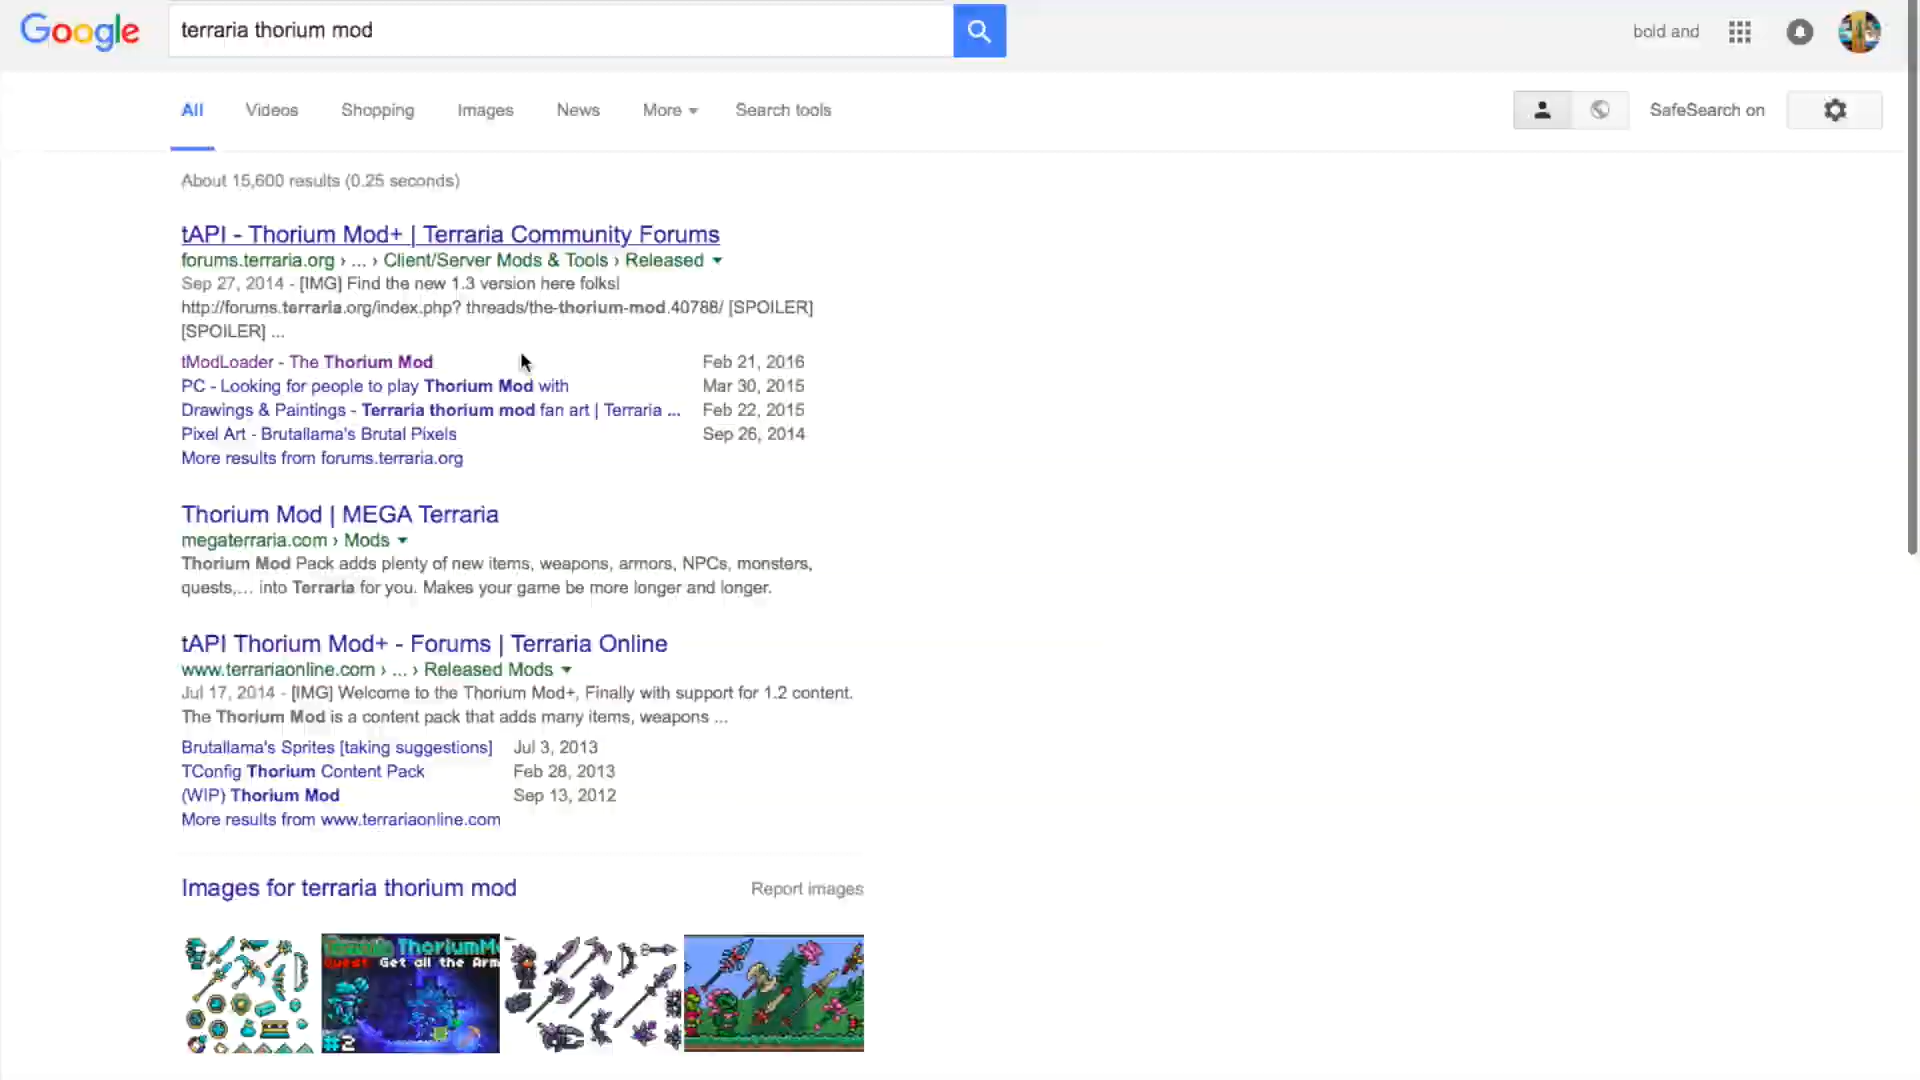 Google
terraria thorium mod
bold and
All Videos Shopping Images News More Search tools
SafeSearch on
About 15,600 results (0.25 seconds)
tAPI - Thorium Mod+ | Terraria Community Forums
forums.terraria.org › ... › Client/Server Mods & Tools › Released
Sep 27, 2014 - [IMG] Find the new 1.3 version here folks!
http://forums.terraria.org/index.php? threads/the-thorium-mod.40788/ [SPOILER]
[SPOILER] ...
tModLoader - The Thorium Mod Feb 21, 2016
PC - Looking for people to play Thorium Mod with Mar 30, 2015
Drawings & Paintings - Terraria thorium mod fan art | Terraria ... Feb 22, 2015
Pixel Art - Brutallama's Brutal Pixels Sep 26, 2014
More results from forums.terraria.org
Thorium Mod | MEGA Terraria
megaterraria.com › Mods
Thorium Mod Pack adds plenty of new items, weapons, armors, NPCs, monsters,
quests,... into Terraria for you. Makes your game be more longer and longer.
tAPI Thorium Mod+ - Forums | Terraria Online
www.terrariaonline.com › ... › Released Mods
Jul 17, 2014 - [IMG] Welcome to the Thorium Mod+, Finally with support for 1.2 content.
The Thorium Mod is a content pack that adds many items, weapons ...
Brutallama's Sprites [taking suggestions] Jul 3, 2013
TConfig Thorium Content Pack Feb 28, 2013
(WIP) Thorium Mod Sep 13, 2012
More results from www.terrariaonline.com
Images for terraria thorium mod Report images
Terraria ThoriumM
Quest Get all the Arm
#2